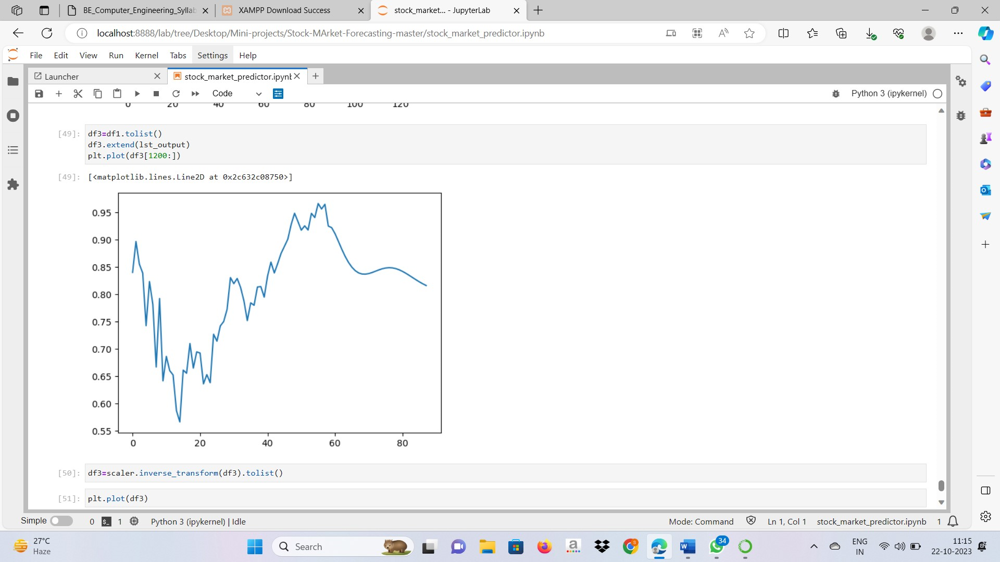 BE_Computer_Engineering_Syllab
XAMPP Download Success
stock_market... - JupyterLab
localhost:8888/lab/tree/Desktop/Mini-projects/Stock-MArket-Forecasting-master/stock_market_predictor.ipynb
File Edit View Run Kernel Tabs Settings Help
Launcher
stock_market_predictor.ipynb
Code
Python 3 (ipykernel)
0 20 40 60 80 100 120
[49]: df3=df1.tolist()
df3.extend(lst_output)
plt.plot(df3[1200:])
[49]: [<matplotlib.lines.Line2D at 0x2c632c08750>]
0.95
0.90
0.85
0.80
0.75
0.70
0.65
0.60
0.55
0 20 40 60 80
[50]: df3=scaler.inverse_transform(df3).tolist()
[51]: plt.plot(df3)
Simple 0 $_ 1 Python 3 (ipykernel) | Idle Mode: Command Ln 1, Col 1 stock_market_predictor.ipynb 1
27°C
Haze
Search
34
ENG
IN
11:15
22-10-2023